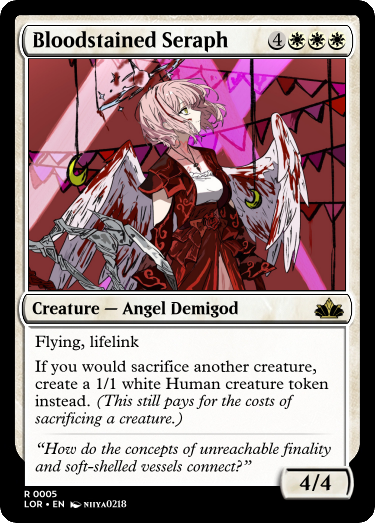 Bloodstained Seraph 4
Creature — Angel Demigod
Flying, lifelink
If you would sacrifice another creature,
create a 1/1 white Human creature token
instead. (This still pays for the costs of
sacrificing a creature.)
“How do the concepts of unreachable finality
and soft-shelled vessels connect?”
4/4
R 0005
LOR • EN NIIYA0218